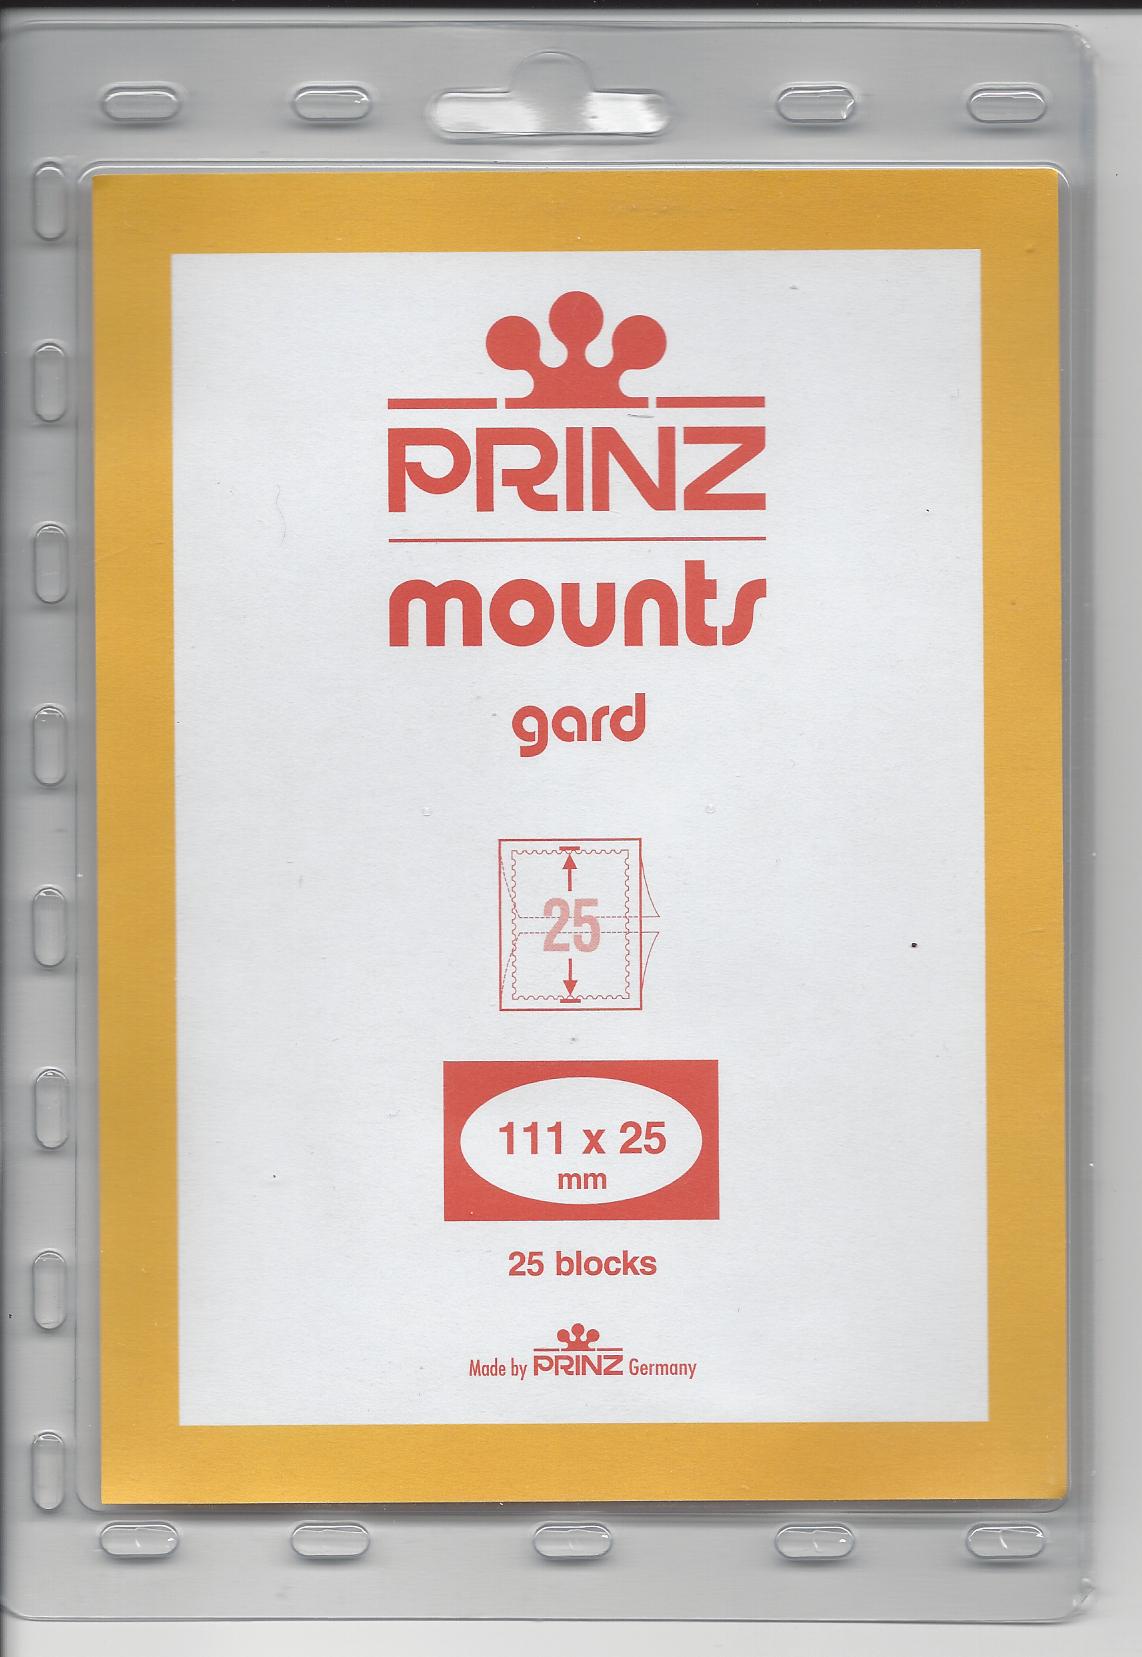 PRINZ
mounts
gard
25
111 x 25
mm
25 blocks
Made by PRINZ Germany